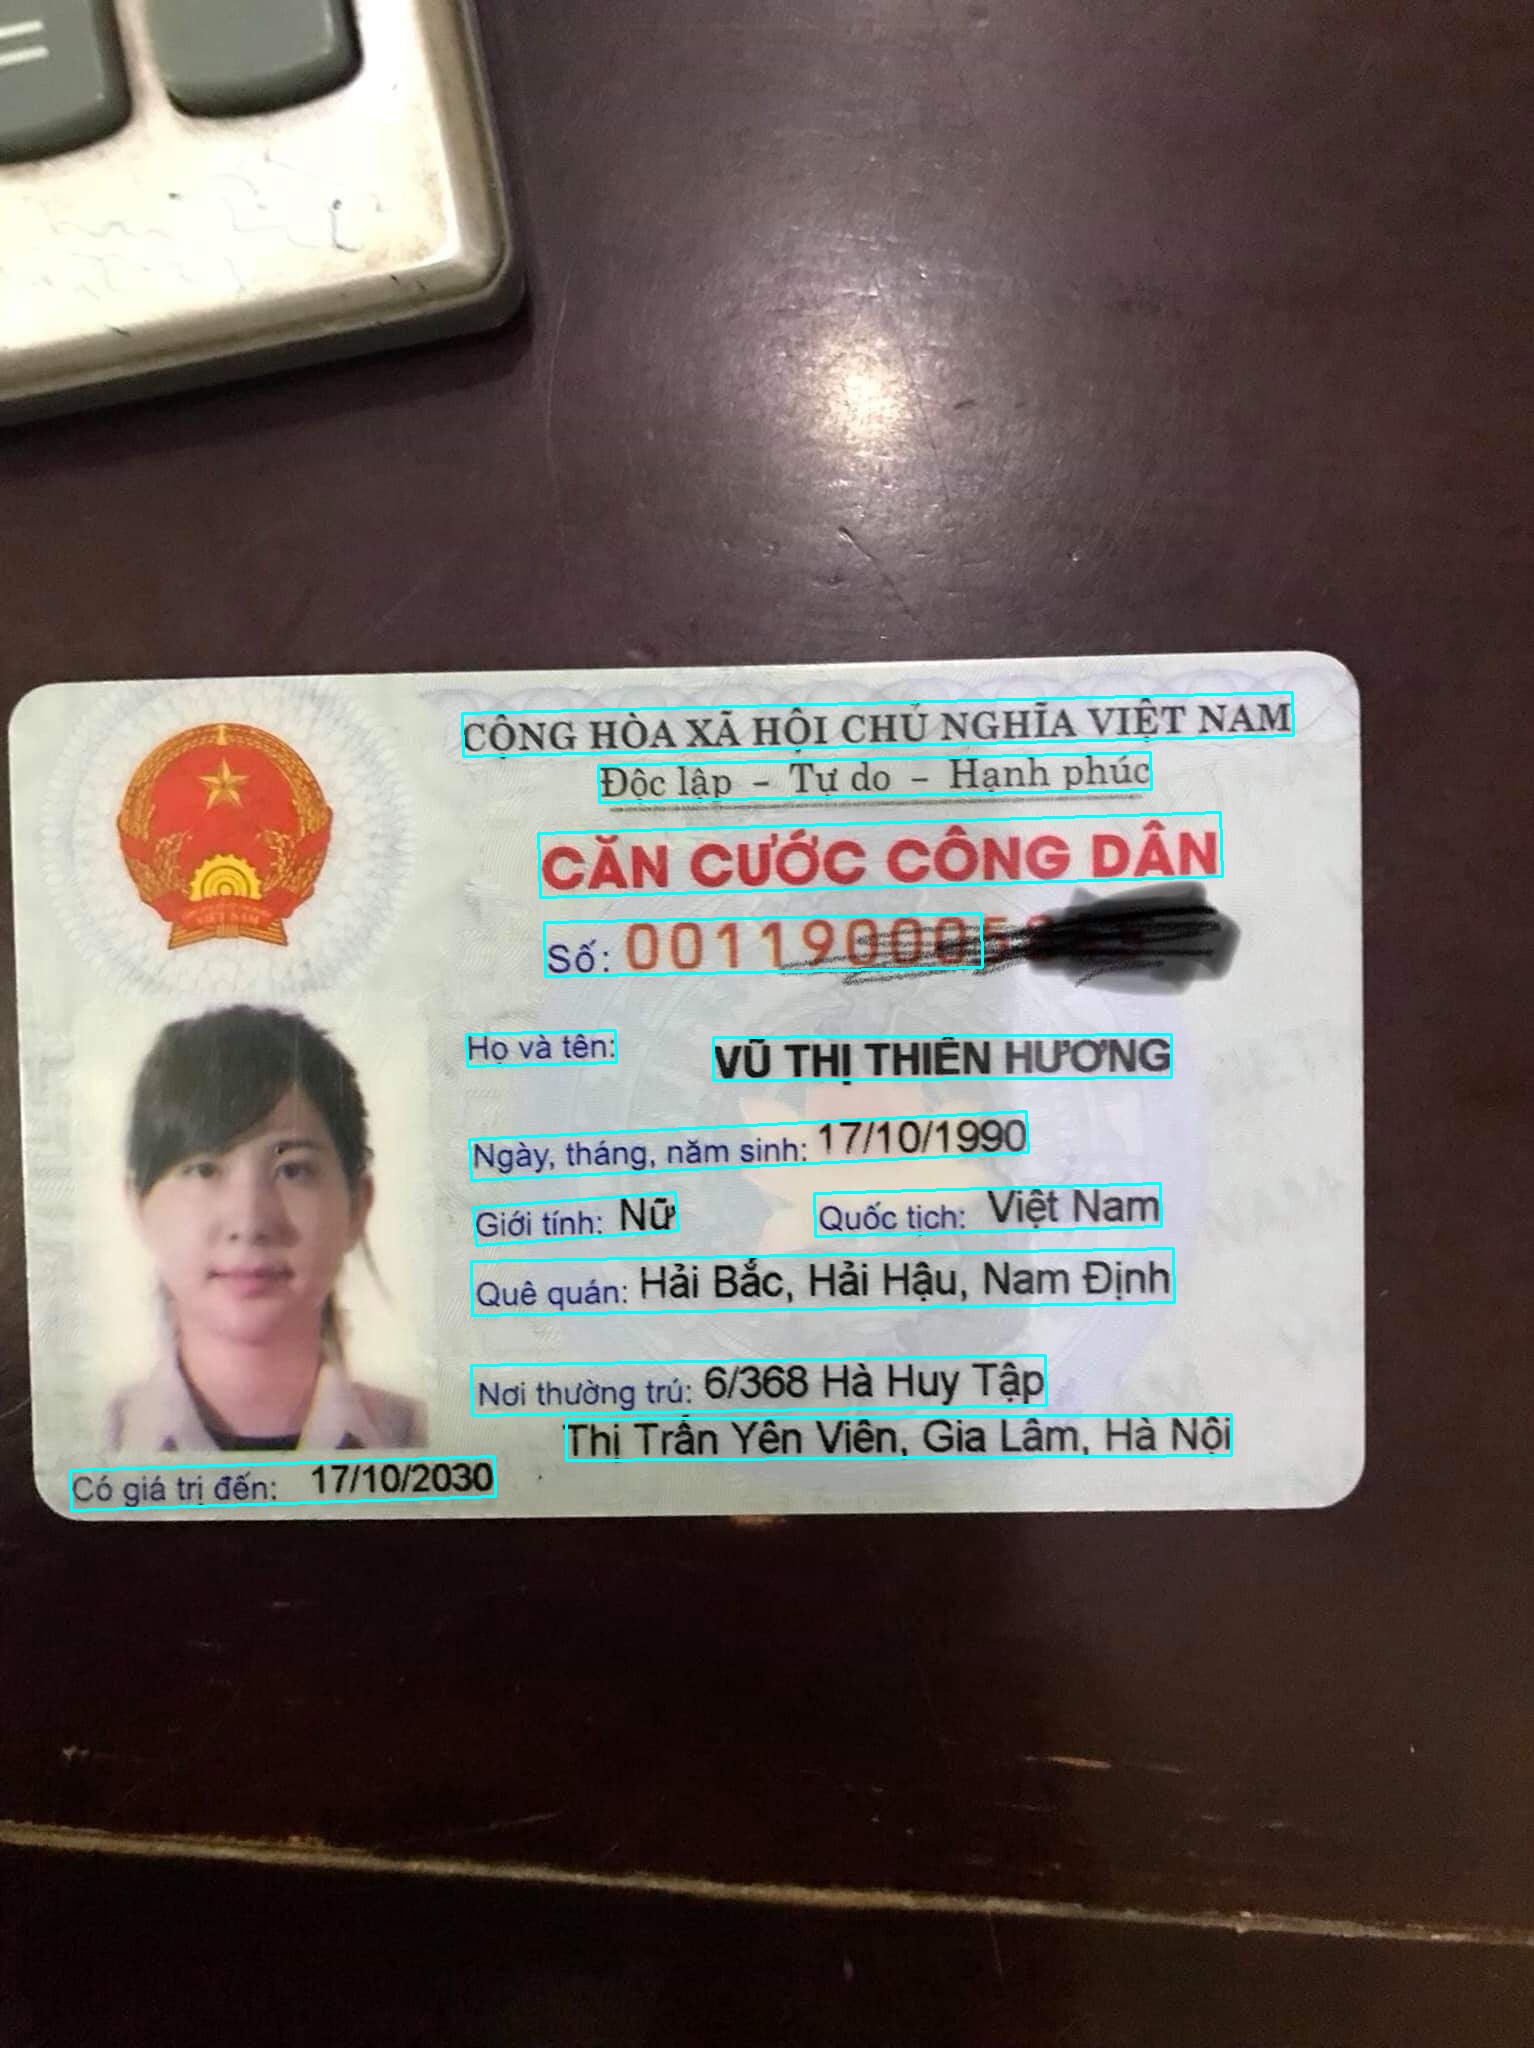 CỘNG HÒA XÃ HỘI CHỦ NGHĨA VIỆT NAM
Độc lập - Tự do - Hạnh phúc
CĂN CƯỚC CÔNG DÂN
VIỆT NAM
Số:
Họ và tên: VŨ THỊ THIÊN HƯƠNG
Ngày, tháng, năm sinh: 17/10/1990
Giới tính: Nữ Quốc tịch: Việt Nam
Quê quán: Hải Bắc, Hải Hậu, Nam Định
Nơi thường trú: 6/368 Hà Huy Tập
Thị Trấn Yên Viên, Gia Lâm, Hà Nội
Có giá trị đến: 17/10/2030